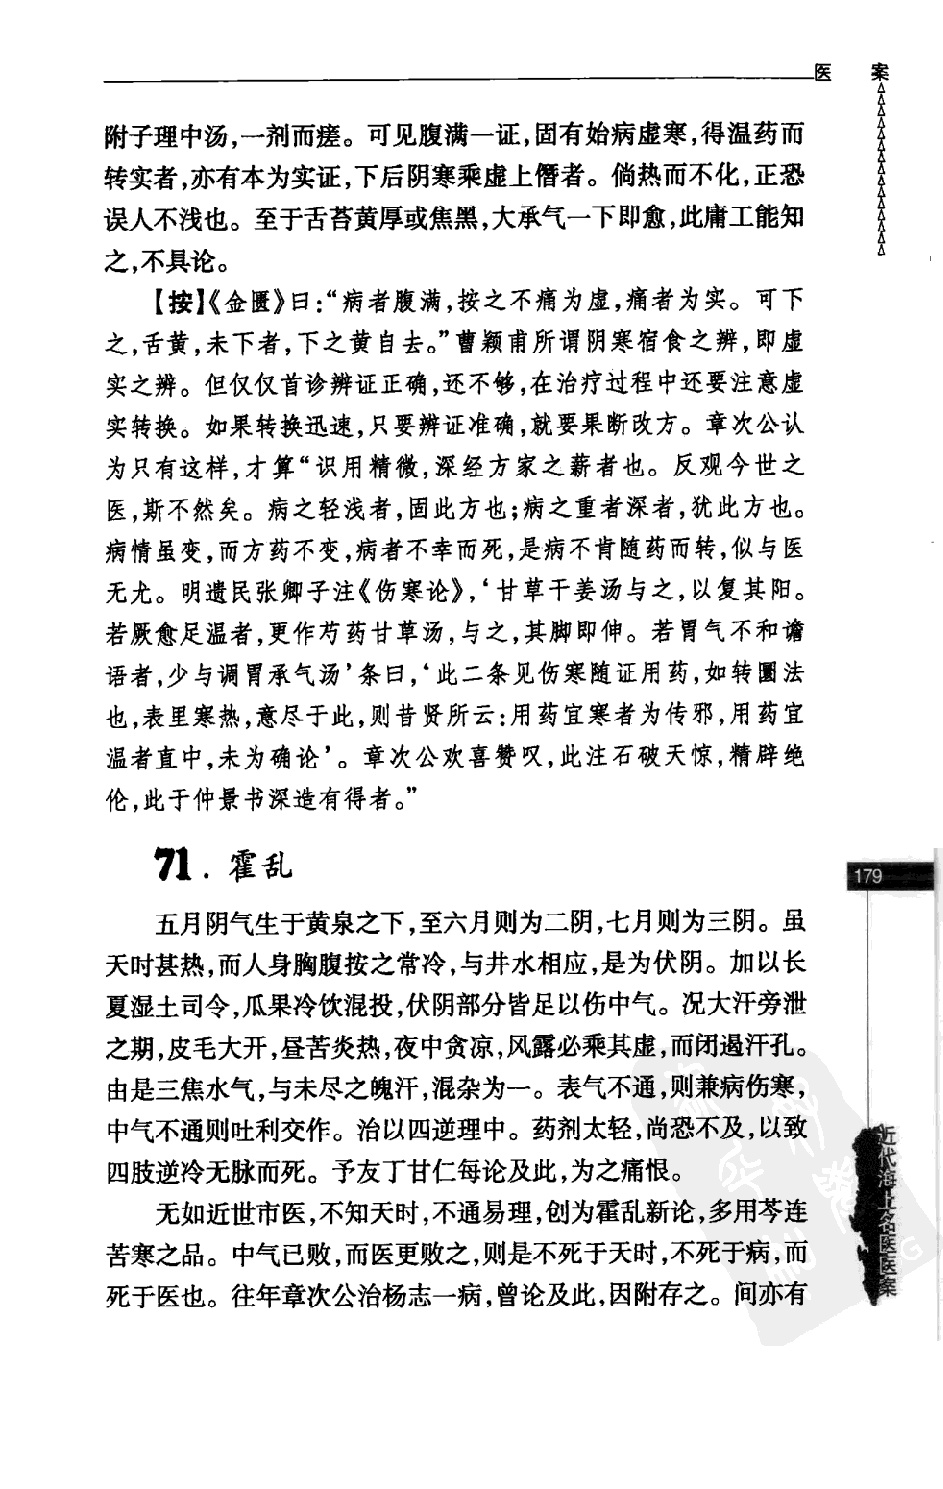 医 案
附子理中汤,一剂而瘥。可见腹满一证,固有始病虚寒,得温药而
转实者,亦有本为实证,下后阴寒乘虚上僭者。倘热而不化,正恐
误人不浅也。至于舌苔黄厚或焦黑,大承气一下即愈,此庸工能知
之,不具论。
【按】《金匮》曰:“病者腹满,按之不痛为虚,痛者为实。可下
之,舌黄,未下者,下之黄自去。”曹颖甫所谓阴寒宿食之辨,即虚
实之辨。但仅仅首诊辨证正确,还不够,在治疗过程中还要注意虚
实转换。如果转换迅速,只要辨证准确,就要果断改方。章次公认
为只有这样,才算“识用精微,深经方家之薪者也。反观今世之
医,斯不然矣。病之轻浅者,固此方也;病之重者深者,犹此方也。
病情虽变,而方药不变,病者不幸而死,是病不肯随药而转,似与医
无尤。明遗民张卿子注《伤寒论》,‘甘草干姜汤与之,以复其阳。
若厥愈足温者,更作芍药甘草汤,与之,其脚即伸。若胃气不和谵
语者,少与调胃承气汤’条曰,‘此二条见伤寒随证用药,如转圜法
也,表里寒热,意尽于此,则昔贤所云:用药宜寒者为传邪,用药宜
温者直中,未为确论’。章次公欢喜赞叹,此注石破天惊,精辟绝
伦,此于仲景书深造有得者。”
71. 霍乱
五月阴气生于黄泉之下,至六月则为二阴,七月则为三阴。虽
天时甚热,而人身胸腹按之常冷,与井水相应,是为伏阴。加以长
夏湿土司令,瓜果冷饮混投,伏阴部分皆足以伤中气。况大汗旁泄
之期,皮毛大开,昼苦炎热,夜中贪凉,风露必乘其虚,而闭遏汗孔。
由是三焦水气,与未尽之魄汗,混杂为一。表气不通,则兼病伤寒,
中气不通则吐利交作。治以四逆理中。药剂太轻,尚恐不及,以致
四肢逆冷无脉而死。予友丁甘仁每论及此,为之痛恨。
无如近世市医,不知天时,不通易理,创为霍乱新论,多用芩连
苦寒之品。中气已败,而医更败之,则是不死于天时,不死于病,而
死于医也。往年章次公治杨志一病,曾论及此,因附存之。间亦有
179
近代海上名医医案